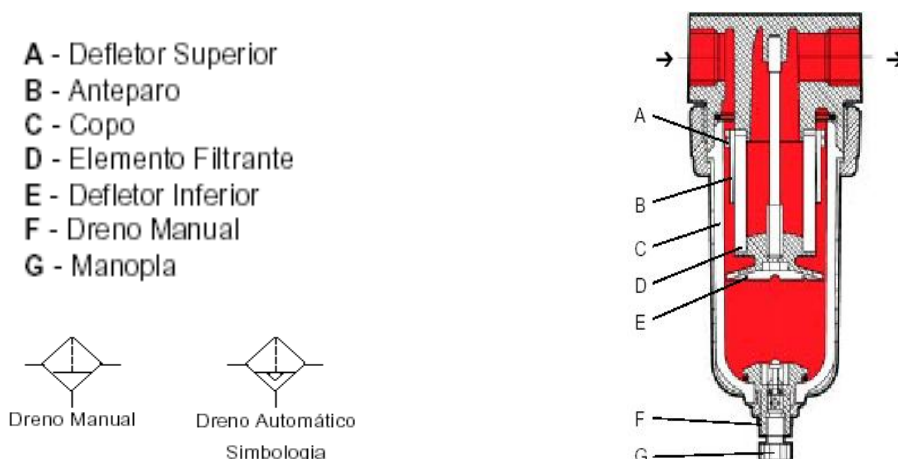 A - Defletor Superior
B - Anteparo
C - Copo
D - Elemento Filtrante
E - Defletor Inferior
F - Dreno Manual
G - Manopla
Dreno Manual
Dreno Automático
Simbologia
A
B
C
D
E
F
G